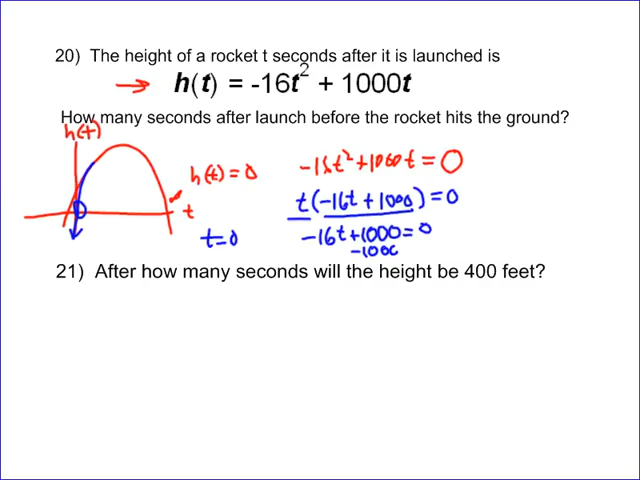 20) The height of a rocket t seconds after it is launched is
→ h(t) = -16t² + 1000t
How many seconds after launch before the rocket hits the ground?
h(t)
h(t) = 0
-16t² + 1000t = 0
t
t(-16t + 1000) = 0
t=0
-16t + 1000 = 0
-1000
21) After how many seconds will the height be 400 feet?